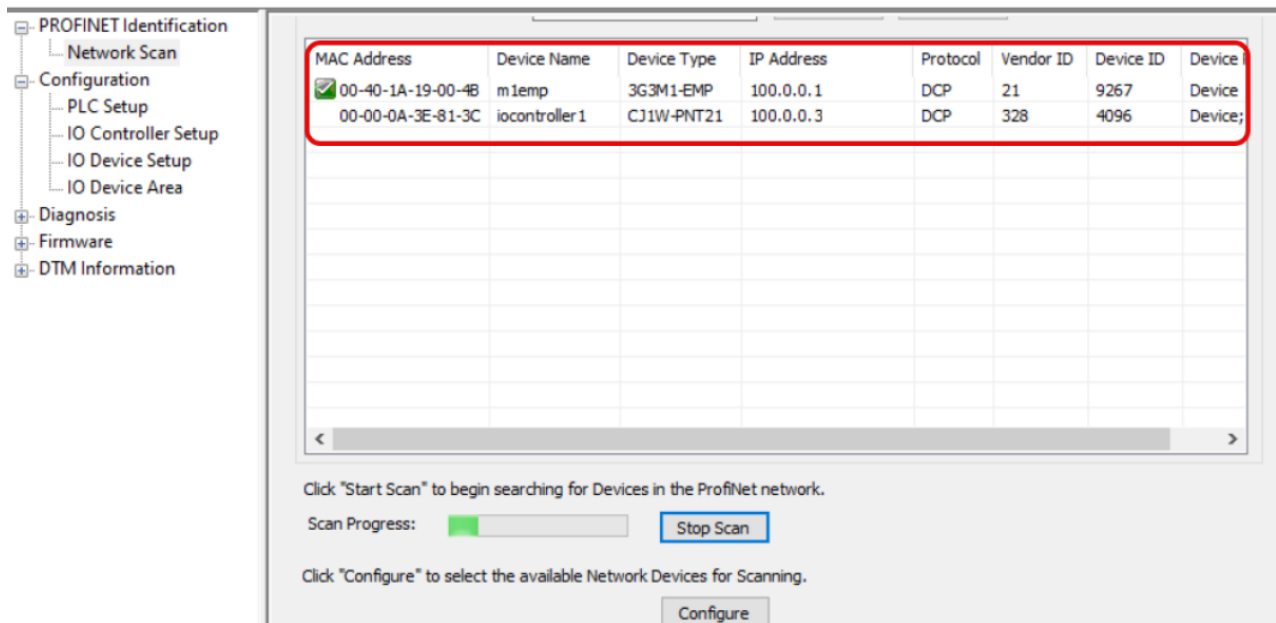 PROFINET Identification
Network Scan
Configuration
PLC Setup
IO Controller Setup
IO Device Setup
IO Device Area
Diagnosis
Firmware
DTM Information
MAC Address Device Name Device Type IP Address Protocol Vendor ID Device ID Device
00-40-1A-19-00-4B m1emp 3G3M1-EMP 100.0.0.1 DCP 21 9267 Device
00-00-0A-3E-81-3C iocontroller1 CJ1W-PNT21 100.0.0.3 DCP 328 4096 Device;
Click "Start Scan" to begin searching for Devices in the ProfiNet network.
Scan Progress: Stop Scan
Click "Configure" to select the available Network Devices for Scanning.
Configure